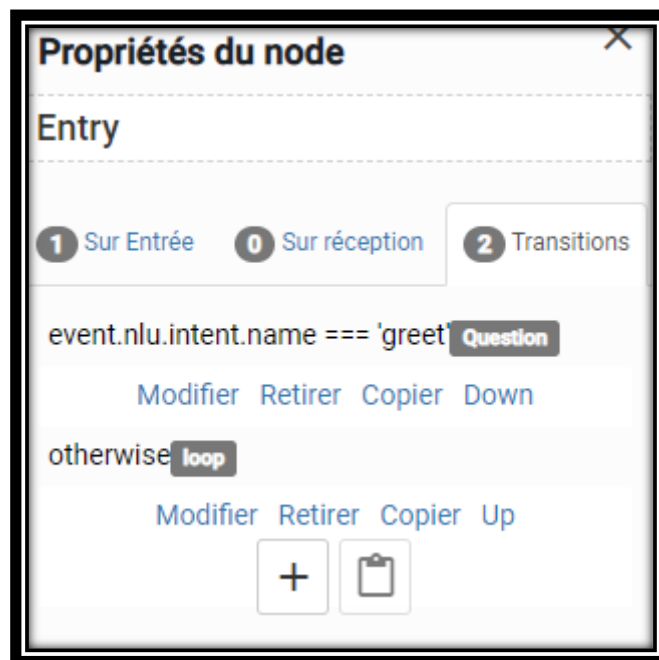 Propriétés du node ×
Entry
1 Sur Entrée 0 Sur réception 2 Transitions
event.nlu.intent.name === 'greet' Question
Modifier Retirer Copier Down
otherwise loop
Modifier Retirer Copier Up
+